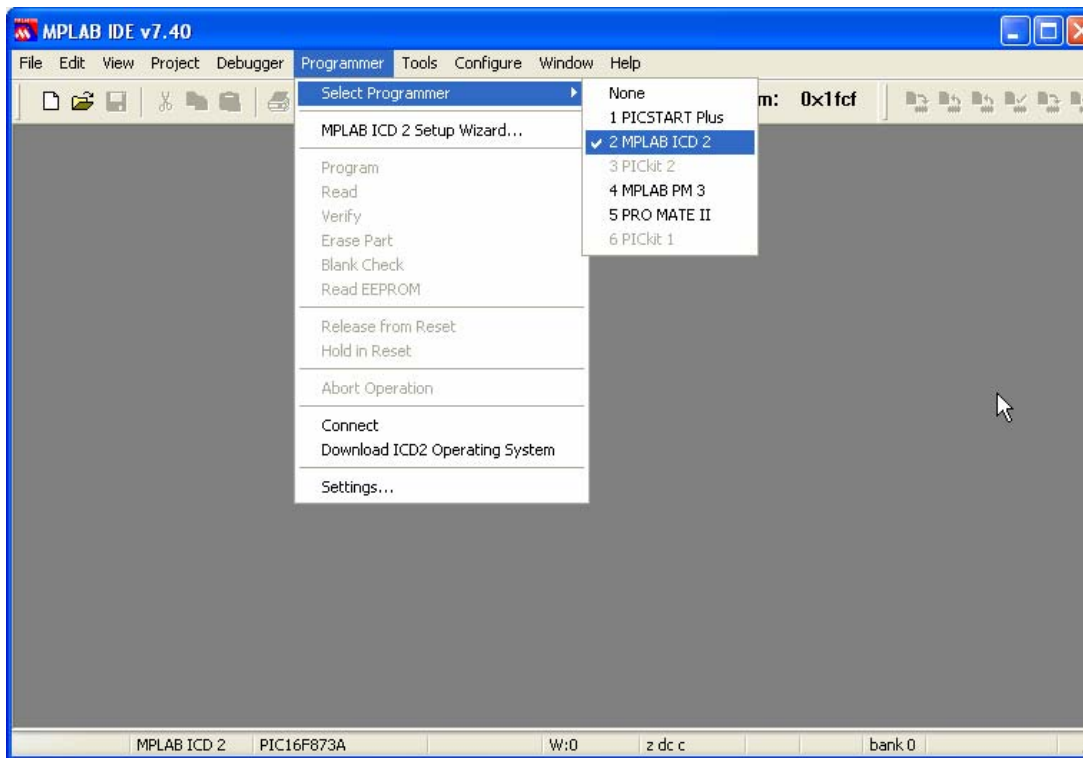 MPLAB IDE v7.40
File Edit View Project Debugger Programmer Tools Configure Window Help
m: 0x1fcf
Select Programmer
MPLAB ICD 2 Setup Wizard...
Program
Read
Verify
Erase Part
Blank Check
Read EEPROM
Release from Reset
Hold in Reset
Abort Operation
Connect
Download ICD2 Operating System
Settings...
None
1 PICSTART Plus
2 MPLAB ICD 2
3 PICkit 2
4 MPLAB PM 3
5 PRO MATE II
6 PICkit 1
MPLAB ICD 2 PIC16F873A W:0 z dc c bank 0